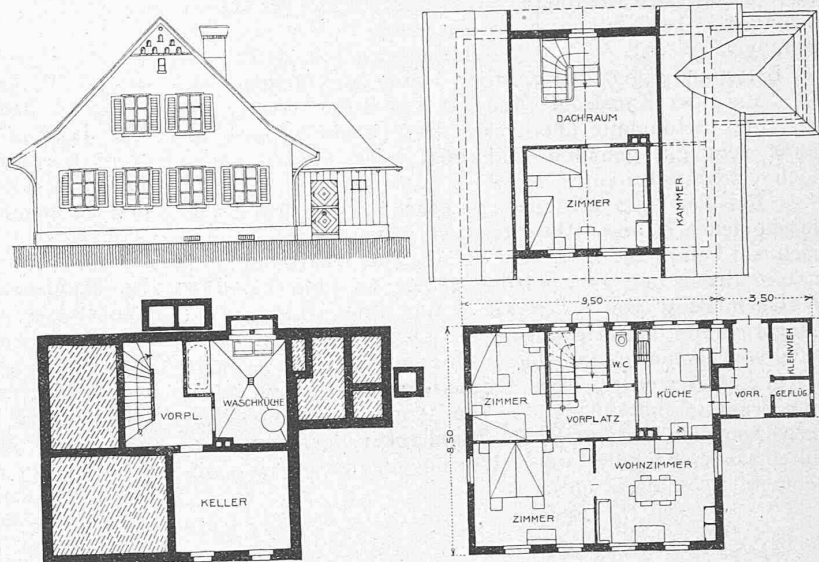 DACHRAUM
ZIMMER
KAMMER
9,50
3,50
8,50
VORPL.
WASCHKÜCHE
KELLER
ZIMMER
W.C.
KÜCHE
KLEINVIEH
VORR.
GEFLÜG
VORPLATZ
ZIMMER
WOHNZIMMER